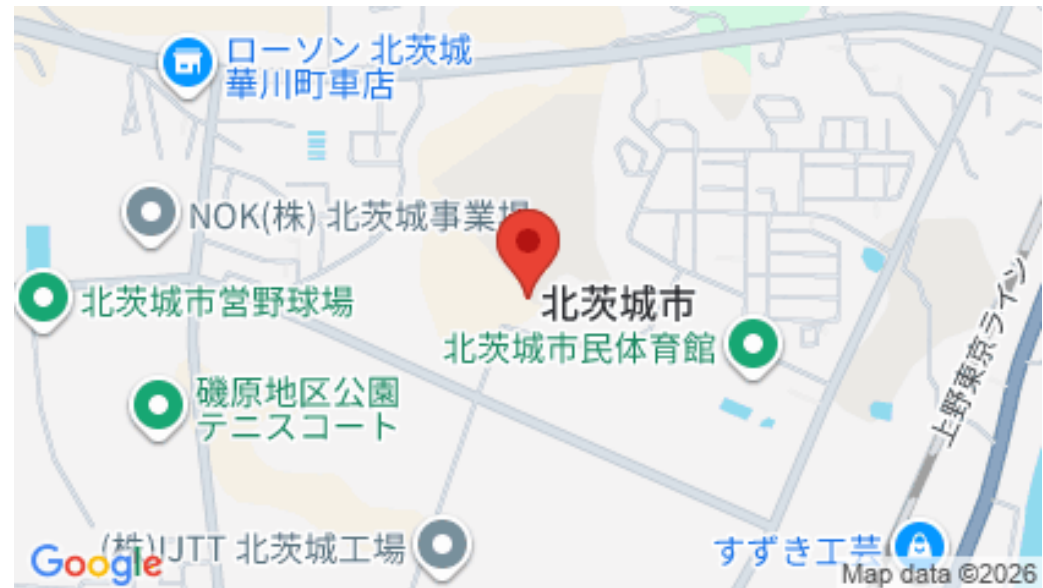 ローソン 北茨城
華川町車店
NOK(株) 北茨城事業場
北茨城市営野球場
北茨城市
北茨城市民体育館
磯原地区公園
テニスコート
上野東京ライン
(株)IJTT 北茨城工場
すずき工芸
Google
Map data ©2026